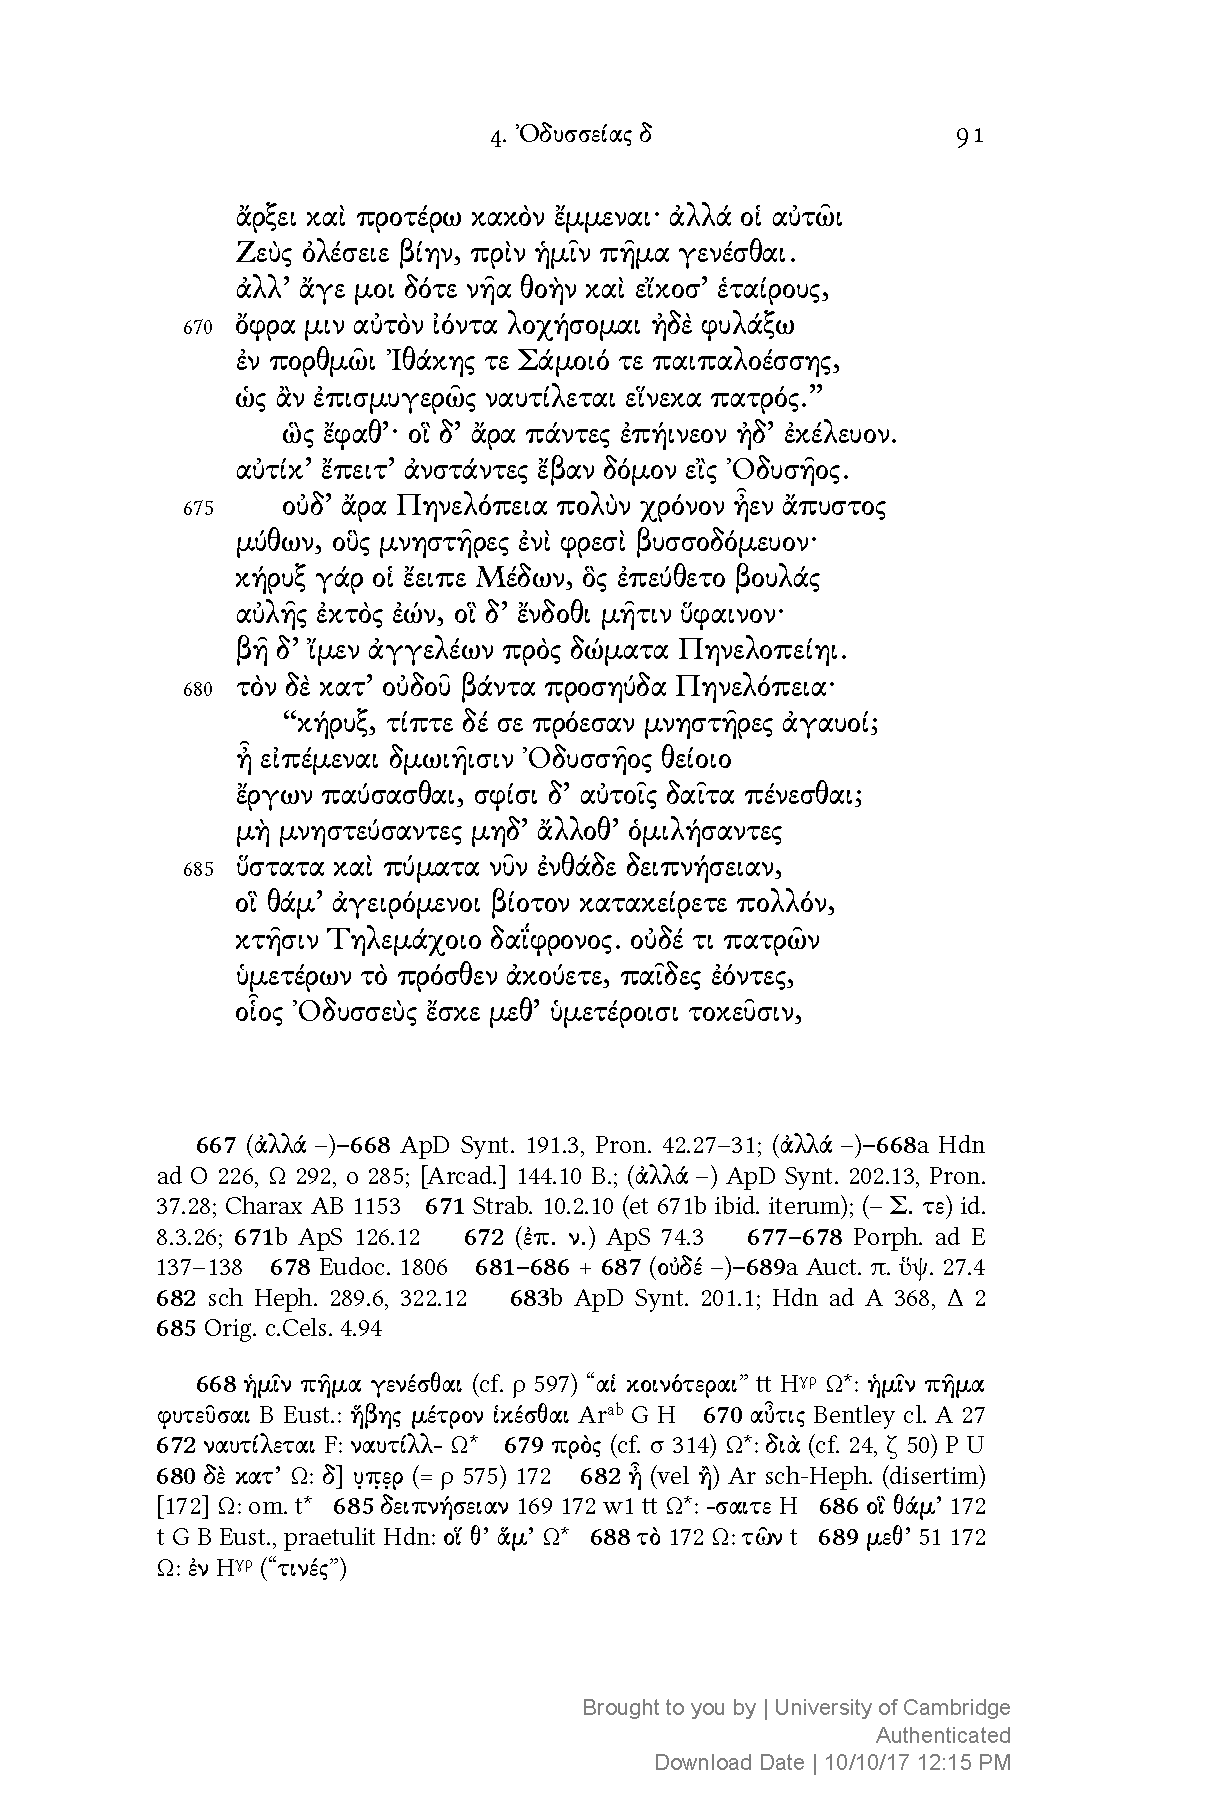 4. Ὀδυσσείας δ 91
ἄρξει καὶ προτέρω κακὸν ἔμμεναι· ἀλλά οἱ αὐτῶι
Ζεὺς ὀλέσειε βίην, πρὶν ἡμῖν πῆμα γενέσθαι.
ἀλλ’ ἄγε μοι δότε νῆα θοὴν καὶ εἴκοσ’ ἑταίρους,
670 ὄφρα μιν αὐτὸν ἰόντα λοχήσομαι ἠδὲ φυλάξω
ἐν πορθμῶι Ἰθάκης τε Σάμοιό τε παιπαλοέσσης,
ὡς ἂν ἐπισμυγερῶς ναυτίλεται εἵνεκα πατρός.”
ὣς ἔφαθ’· οἳ δ’ ἄρα πάντες ἐπήινεον ἠδ’ ἐκέλευον.
αὐτίκ’ ἔπειτ’ ἀνστάντες ἔβαν δόμον εἲς Ὀδυσῆος.
675 οὐδ’ ἄρα Πηνελόπεια πολὺν χρόνον ἦεν ἄπυστος
μύθων, οὓς μνηστῆρες ἐνὶ φρεσὶ βυσσοδόμευον·
κήρυξ γάρ οἱ ἔειπε Μέδων, ὃς ἐπεύθετο βουλάς
αὐλῆς ἐκτὸς ἐών, οἳ δ’ ἔνδοθι μῆτιν ὕφαινον·
βῆ δ’ ἴμεν ἀγγελέων πρὸς δώματα Πηνελοπείηι.
680 τὸν δὲ κατ’ οὐδοῦ βάντα προσηύδα Πηνελόπεια·
“κήρυξ, τίπτε δέ σε πρόεσαν μνηστῆρες ἀγαυοί;
ἦ εἰπέμεναι δμωιῆισιν Ὀδυσσῆος θείοιο
ἔργων παύσασθαι, σφίσι δ’ αὐτοῖς δαῖτα πένεσθαι;
μὴ μνηστεύσαντες μηδ’ ἄλλοθ’ ὁμιλήσαντες
685 ὕστατα καὶ πύματα νῦν ἐνθάδε δειπνήσειαν,
οἳ θάμ’ ἀγειρόμενοι βίοτον κατακείρετε πολλόν,
κτῆσιν Τηλεμάχοιο δαΐφρονος. οὐδέ τι πατρῶν
ὑμετέρων τὸ πρόσθεν ἀκούετε, παῖδες ἐόντες,
οἷος Ὀδυσσεὺς ἔσκε μεθ’ ὑμετέροισι τοκεῦσιν,
667 (ἀλλά –)–668 ApD Synt. 191.3, Pron. 42.27–31; (ἀλλά –)–668a Hdn
ad Ο 226, Ω 292, ο 285; [Arcad.] 144.10 B.; (ἀλλά –) ApD Synt. 202.13, Pron.
37.28; Charax AB 1153 671 Strab. 10.2.10 (et 671b ibid. iterum); (– Σ. τε) id.
8.3.26; 671b ApS 126.12 672 (ἐπ. ν.) ApS 74.3 677–678 Porph. ad E
137–138 678 Eudoc. 1806 681–686 + 687 (οὐδέ –)–689a Auct. π. ὕψ. 27.4
682 sch Heph. 289.6, 322.12 683b ApD Synt. 201.1; Hdn ad A 368, Δ 2
685 Orig. c.Cels. 4.94
668 ἡμῖν πῆμα γενέσθαι (cf. ρ 597) “αἱ κοινότεραι” tt Hγρ Ω*: ἡμῖν πῆμα
φυτεῦσαι B Eust.: ἥβης μέτρον ἱκέσθαι Arab G H 670 αὖτις Bentley cl. A 27
672 ναυτίλεται F: ναυτίλλ- Ω* 679 πρὸς (cf. σ 314) Ω*: διὰ (cf. 24, ζ 50) P U
680 δὲ κατ’ Ω: δ] ὑπ̣ε̣ρ (= ρ 575) 172 682 ἦ (vel ἢ) Ar sch-Heph. (disertim)
[172] Ω: om. t* 685 δειπνήσειαν 169 172 w1 tt Ω*: -σαιτε H 686 οἳ θάμ’ 172
t G B Eust., praetulit Hdn: οἵ θ’ ἅμ’ Ω* 688 τὸ 172 Ω: τῶν t 689 μεθ’ 51 172
Ω: ἐν Hγρ (“τινές”)
Brought to you by | University of Cambridge
Authenticated
Download Date | 10/10/17 12:15 PM